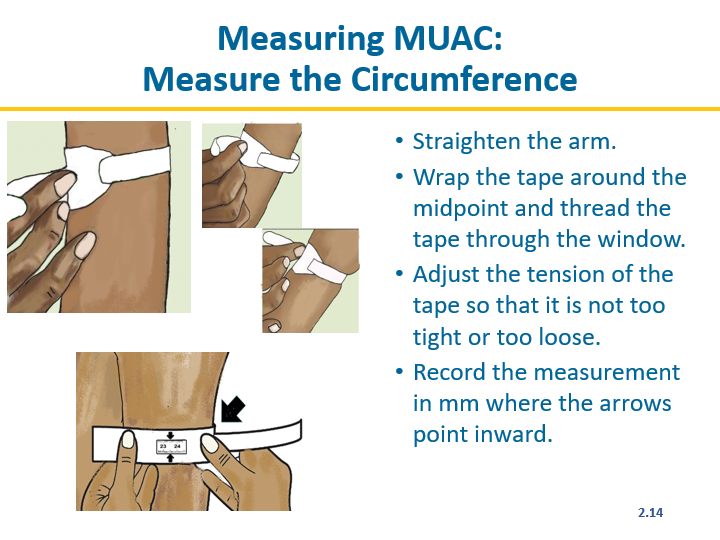 Measuring MUAC:
Measure the Circumference
• Straighten the arm.
• Wrap the tape around the
midpoint and thread the
tape through the window.
• Adjust the tension of the
tape so that it is not too
tight or too loose.
• Record the measurement
in mm where the arrows
point inward.
23 24
2.14